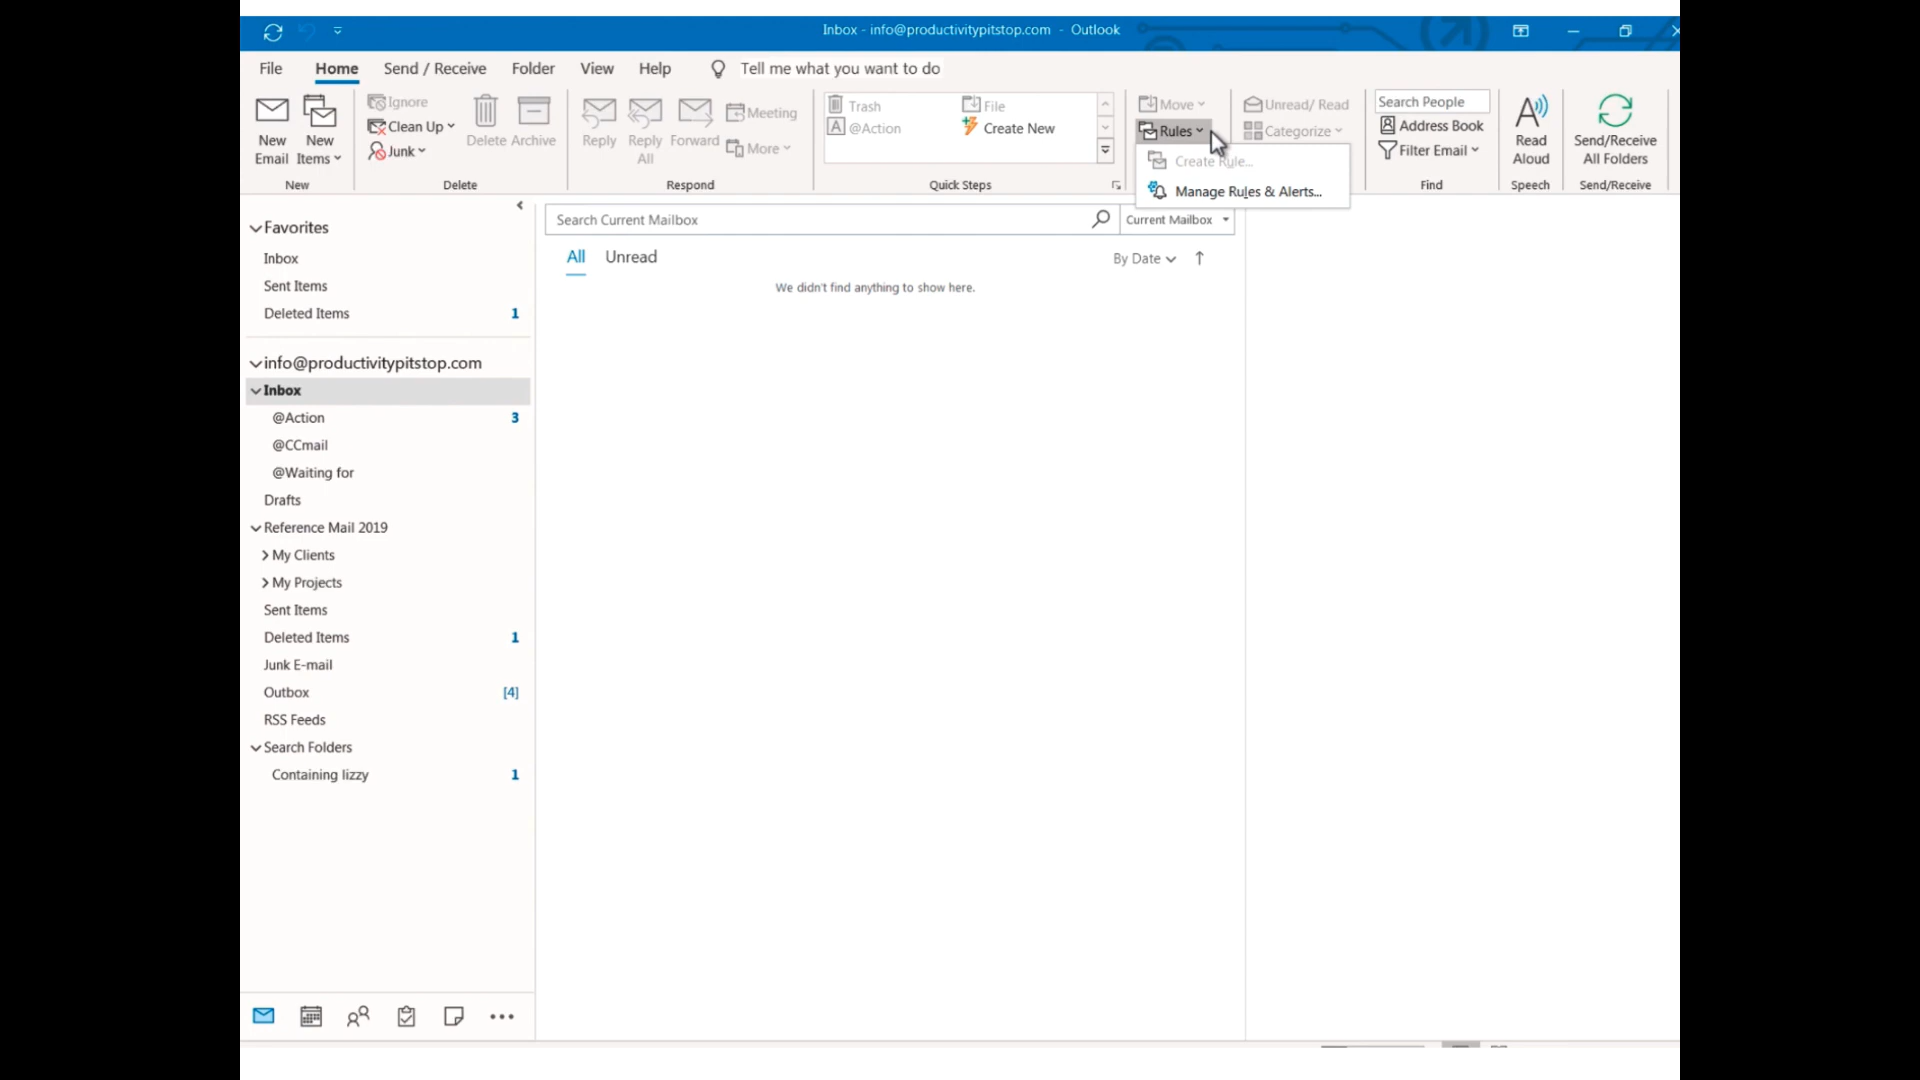 Inbox - info@productivitypitstop.com - Outlook
File Home Send / Receive Folder View Help Tell me what you want to do
New Email
New Items
New
Ignore
Clean Up
Junk
Delete
Archive
Delete
Reply
Reply All
Forward
Meeting
More
Respond
Trash
@Action
File
Create New
Quick Steps
Move
Rules
Create Rule...
Manage Rules & Alerts...
Unread/ Read
Categorize
Search People
Address Book
Filter Email
Find
Read Aloud
Speech
Send/Receive All Folders
Send/Receive
Favorites
Inbox
Sent Items
Deleted Items 1
info@productivitypitstop.com
Inbox
@Action 3
@CCmail
@Waiting for
Drafts
Reference Mail 2019
My Clients
My Projects
Sent Items
Deleted Items 1
Junk E-mail
Outbox [4]
RSS Feeds
Search Folders
Containing lizzy 1
Search Current Mailbox Current Mailbox
All Unread By Date
We didn't find anything to show here.